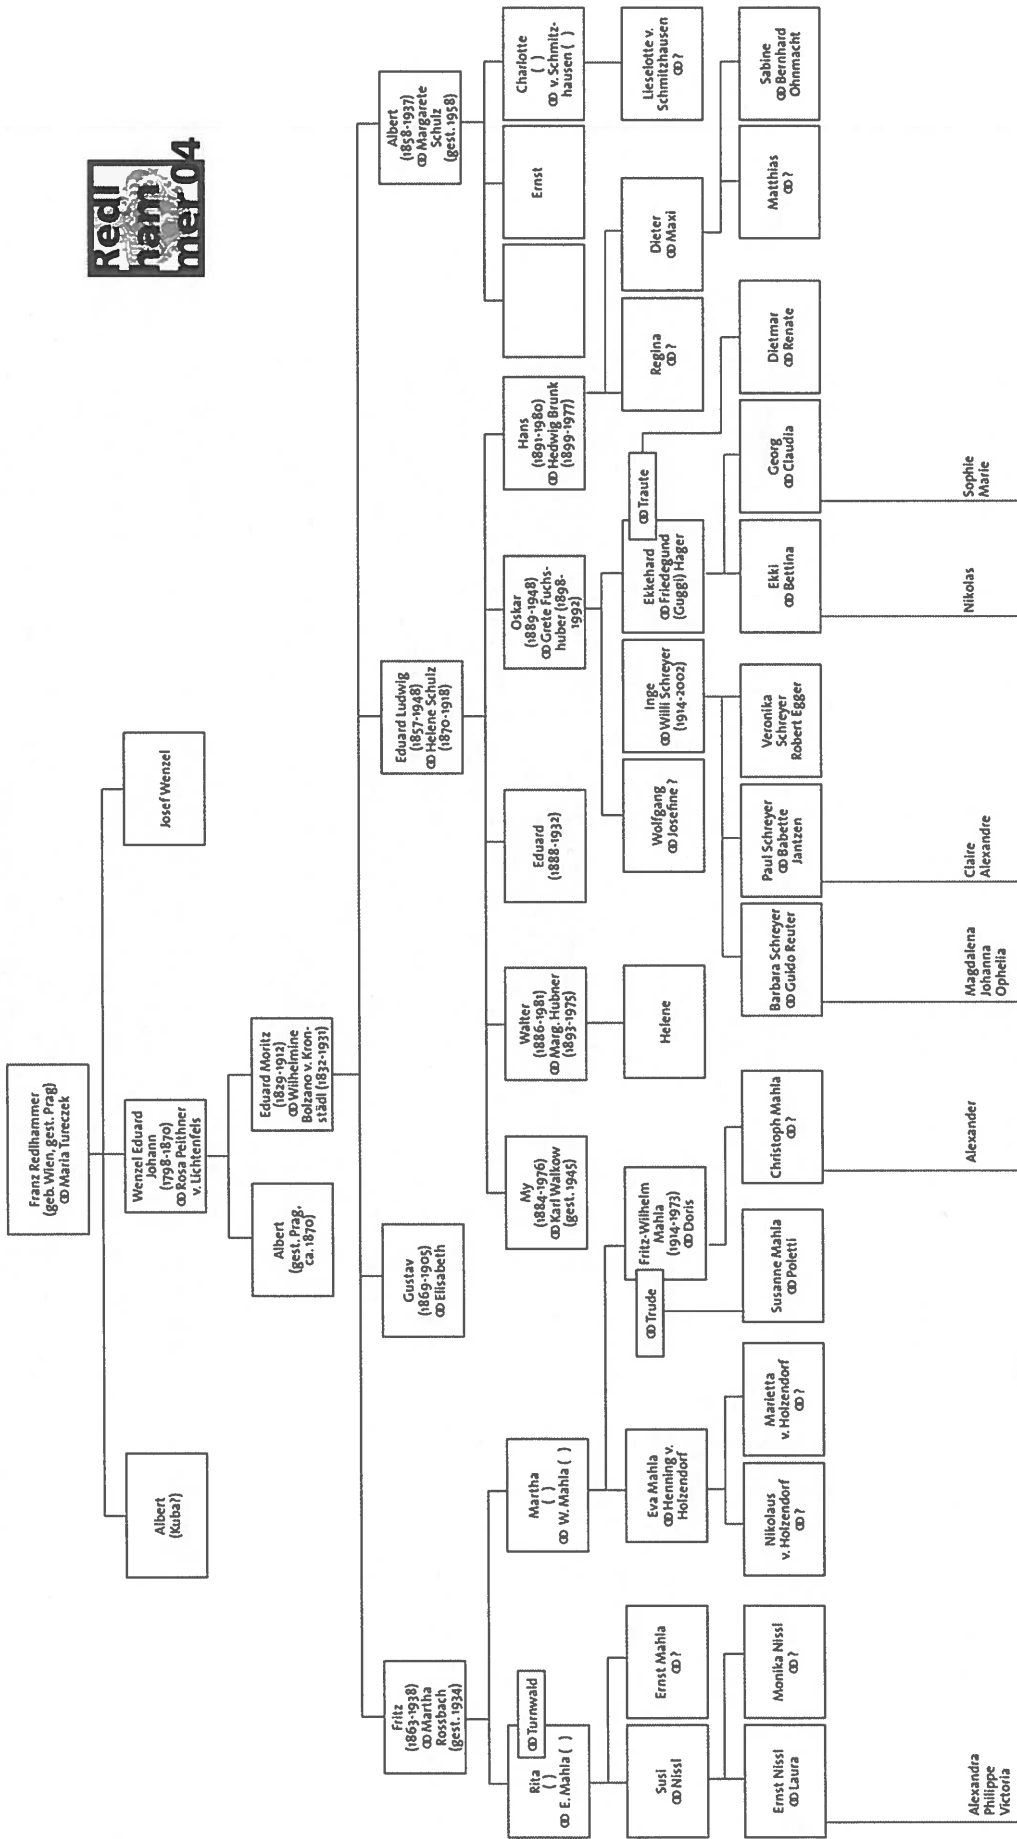 Redl
ham
mer 04
Franz Redlhammer
(geb. Wien, gest. Prag)
⚭ Maria Tureczek
Albert
(Kuba?)
Wenzel Eduard
Johann
(1798-1870)
⚭ Rosa Peithner
v. Lichtenfels
Josef Wenzel
Albert
(gest. Prag,
ca. 1870)
Eduard Moritz
(1829-1912)
⚭ Wilhelmine
Bolzano v. Kron-
städl (1832-1931)
Fritz
(1863-1938)
⚭ Martha
Rossbach
(gest. 1934)
Gustav
(1869-1905)
⚭ Elisabeth
Eduard Ludwig
(1857-1948)
⚭ Helene Schulz
(1870-1918)
Albert
(1858-1937)
⚭ Margarete
Schulz
(gest. 1958)
Rita
( )
⚭ E. Mahla ( )
⚭ Turnwald
Martha
( )
⚭ W. Mahla ( )
My
(1884-1976)
⚭ Karl Walkow
(gest. 1945)
Walter
(1886-1981)
⚭ Marg. Hubner
(1893-1975)
Eduard
(1888-1932)
Oskar
(1889-1948)
⚭ Grete Fuchs-
huber (1898-
1992)
Hans
(1891-1980)
⚭ Hedwig Brunk
(1899-1977)
Ernst
Charlotte
( )
⚭ v. Schmitz-
hausen ( )
Susi
⚭ Nissl
Ernst Mahla
⚭ ?
Eva Mahla
⚭ Henning v.
Holzendorf
⚭ Trude
Fritz-Wilhelm
Mahla
(1914-1973)
⚭ Doris
Helene
Wolfgang
⚭ Josefine ?
Inge
⚭ Willi Schreyer
(1914-2002)
Ekkehard
⚭ Friedegund
(Guggi) Hager
⚭ Traute
Regina
⚭ ?
Dieter
⚭ Maxi
Lieselotte v.
Schmitzhausen
⚭ ?
Ernst Nissl
⚭ Laura
Monika Nissl
⚭ ?
Nikolaus
v. Holzendorf
⚭ ?
Marietta
v. Holzendorf
⚭ ?
Susanne Mahla
⚭ Poletti
Christoph Mahla
⚭ ?
Barbara Schreyer
⚭ Guido Reuter
Paul Schreyer
⚭ Babette
Jantzen
Veronika
Schreyer
Robert Egger
Ekki
⚭ Bettina
Georg
⚭ Claudia
Dietmar
⚭ Renate
Matthias
⚭ ?
Sabine
⚭ Bernhard
Ohnmacht
Alexandra
Philippe
Victoria
Alexander
Magdalena
Johanna
Ophelia
Claire
Alexandre
Nikolas
Sophie
Marie